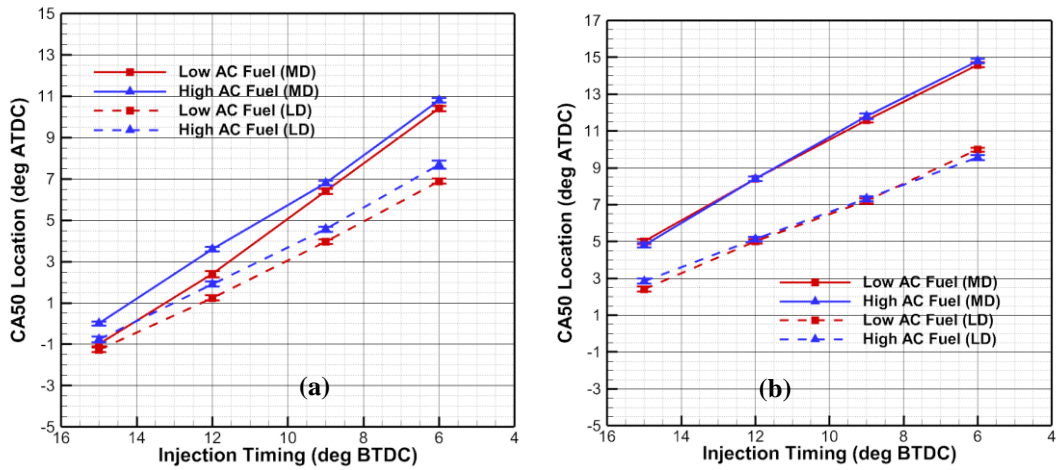 15
13
11
9
7
5
3
1
-1
-3
-5
CA50 Location (deg ATDC)
Low AC Fuel (MD)
High AC Fuel (MD)
Low AC Fuel (LD)
High AC Fuel (LD)
(a)
16
14
12
10
8
6
4
Injection Timing (deg BTDC)
17
15
13
11
9
7
5
3
1
-1
-3
-5
CA50 Location (deg ATDC)
Low AC Fuel (MD)
High AC Fuel (MD)
Low AC Fuel (LD)
High AC Fuel (LD)
(b)
16
14
12
10
8
6
4
Injection Timing (deg BTDC)